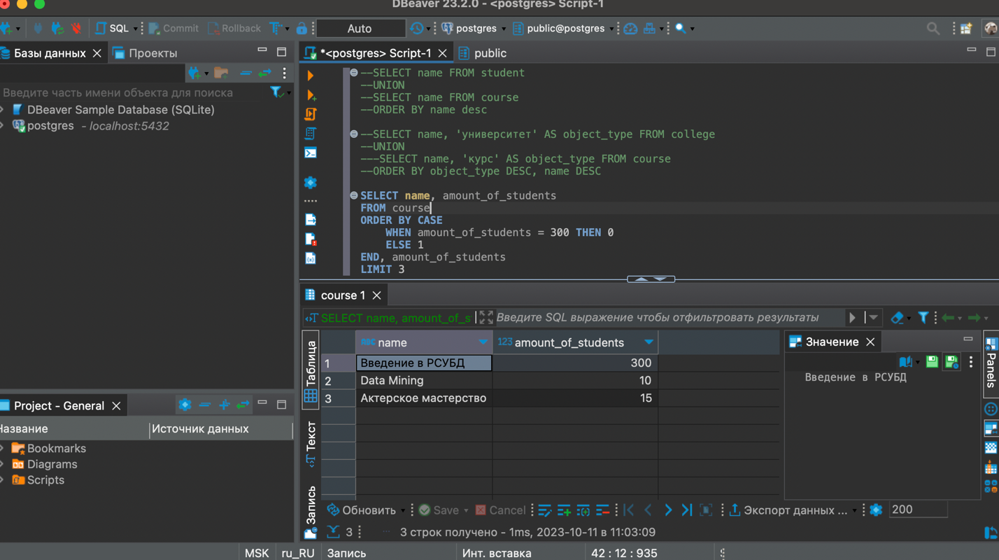 DBeaver 23.2.0 - <postgres> Script-1
SQL Commit Rollback Auto postgres public@postgres
Базы данных Проекты
*<postgres> Script-1 public
Введите часть имени объекта для поиска
DBeaver Sample Database (SQLite)
postgres - localhost:5432
--SELECT name FROM student
--UNION
--SELECT name FROM course
--ORDER BY name desc
--SELECT name, 'университет' AS object_type FROM college
--UNION
---SELECT name, 'курс' AS object_type FROM course
--ORDER BY object_type DESC, name DESC
SELECT name, amount_of_students
FROM course
ORDER BY CASE
WHEN amount_of_students = 300 THEN 0
ELSE 1
END, amount_of_students
LIMIT 3
Project - General
Название Источник данных
Bookmarks
Diagrams
Scripts
course 1
SELECT name, amount_of_s Введите SQL выражение чтобы отфильтровать результаты
Таблица
Текст
Запись
ABC name 123 amount_of_students
1 Введение в РСУБД 300
2 Data Mining 10
3 Актерское мастерство 15
Значение
Введение в РСУБД
Panels
Обновить Save Cancel Экспорт данных ... 200
3 3 строк получено - 1ms, 2023-10-11 в 11:03:09
MSK ru_RU Запись Инт. вставка 42 : 12 : 935